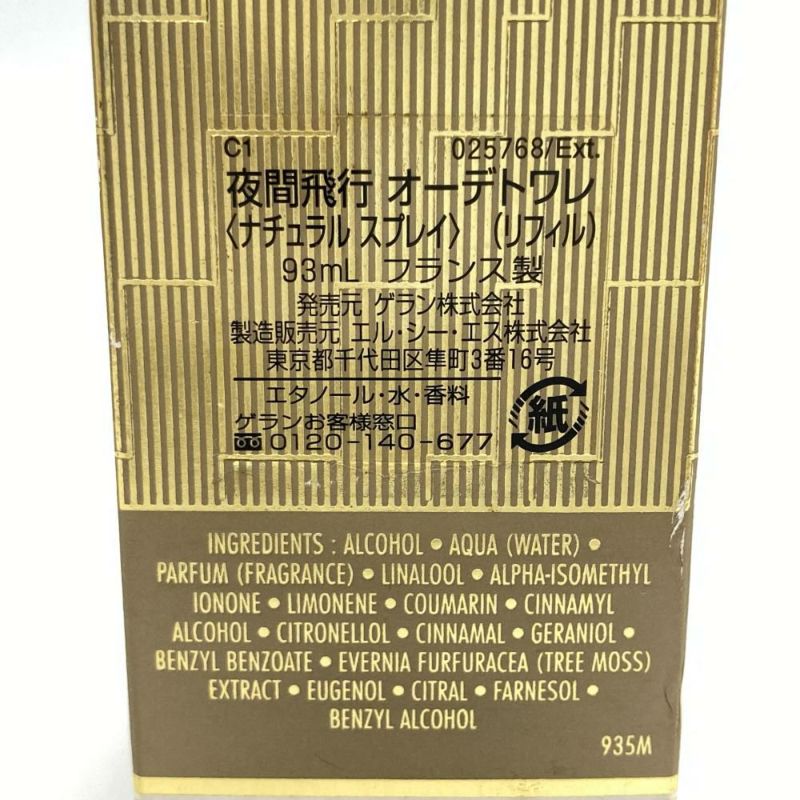 C1 025768/Ext.
夜間飛行 オーデトワレ
〈ナチュラル スプレイ〉 (リフィル)
93mL フランス製
発売元 ゲラン株式会社
製造販売元 エル・シー・エス株式会社
東京都千代田区隼町3番16号
エタノール・水・香料
ゲランお客様窓口
0120-140-677
紙
INGREDIENTS : ALCOHOL • AQUA (WATER) •
PARFUM (FRAGRANCE) • LINALOOL • ALPHA-ISOMETHYL
IONONE • LIMONENE • COUMARIN • CINNAMYL
ALCOHOL • CITRONELLOL • CINNAMAL • GERANIOL •
BENZYL BENZOATE • EVERNIA FURFURACEA (TREE MOSS)
EXTRACT • EUGENOL • CITRAL • FARNESOL •
BENZYL ALCOHOL
935M